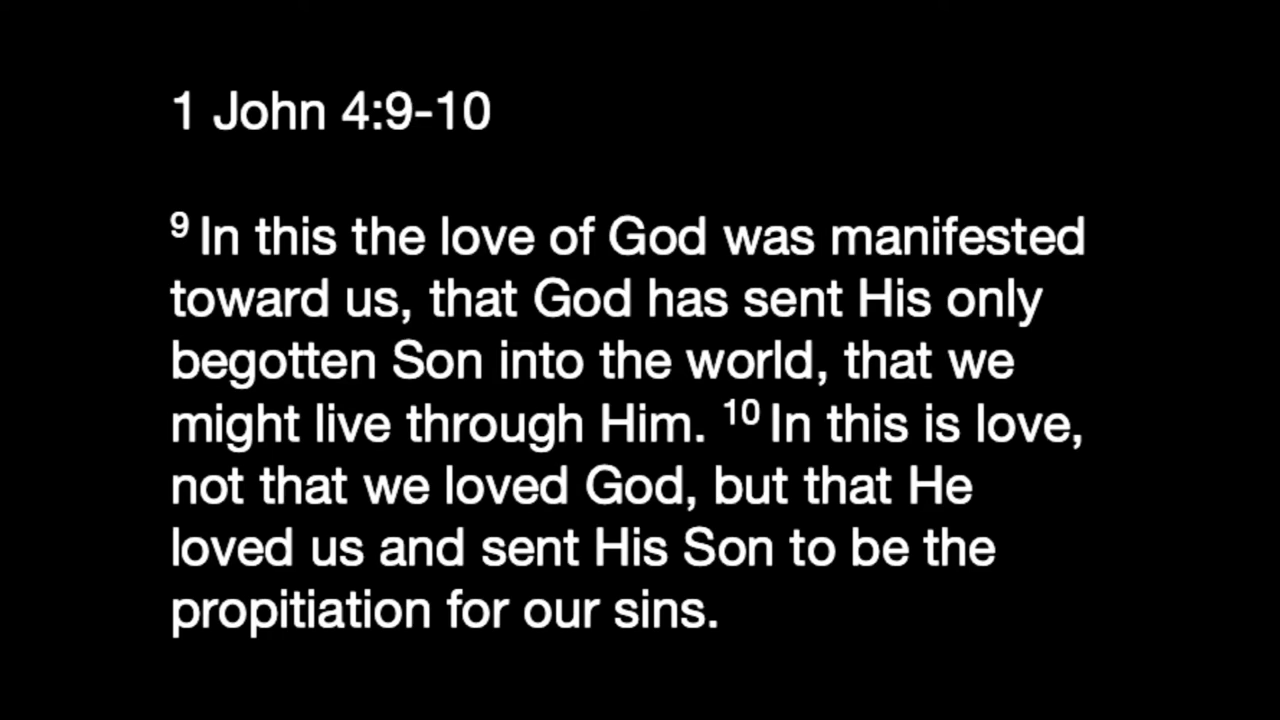 1 John 4:9-10
⁹ In this the love of God was manifested
toward us, that God has sent His only
begotten Son into the world, that we
might live through Him. ¹⁰ In this is love,
not that we loved God, but that He
loved us and sent His Son to be the
propitiation for our sins.